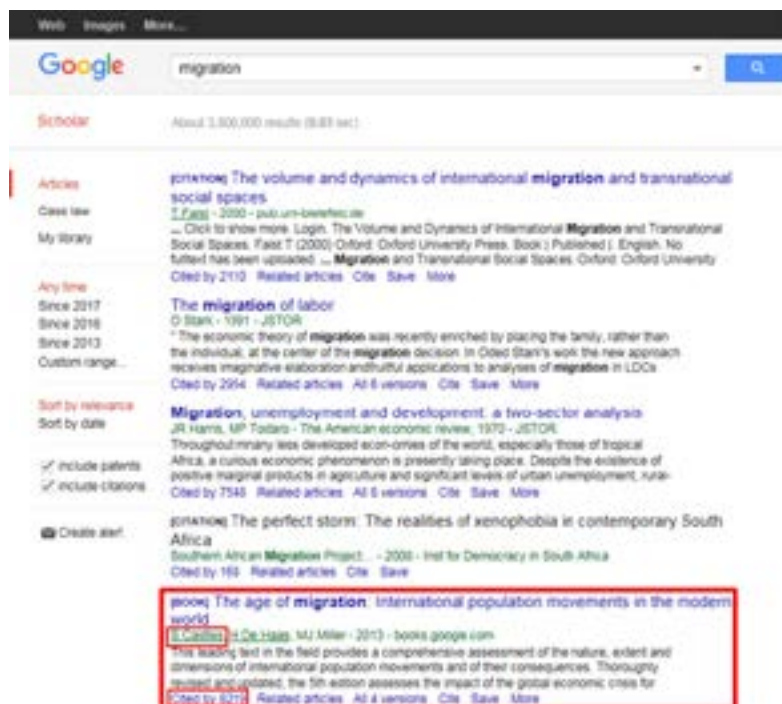 Web Images More...
Google
migration
Scholar
About 3,800,000 results (0.03 sec)
Articles
Case law
My library
Any time
Since 2017
Since 2016
Since 2013
Custom range...
Sort by relevance
Sort by date
include patents
include citations
Create alert
[CITATION] The volume and dynamics of international migration and transnational
social spaces
T Faist - 2000 - pub.uni-bielefeld.de
... Click to show more. Login. The Volume and Dynamics of International Migration and Transnational
Social Spaces. Faist T (2000) Oxford: Oxford University Press. Book | Published | English. No
fulltext has been uploaded. ... Migration and Transnational Social Spaces. Oxford: Oxford University
Cited by 2110 Related articles Cite Save More
The migration of labor
O Stark - 1991 - JSTOR
" The economic theory of migration was recently enriched by placing the family, rather than
the individual, at the center of the migration decision. In Oded Stark's work the new approach
receives imaginative elaboration andfruitful applications to analyses of migration in LDCs
Cited by 2954 Related articles All 6 versions Cite Save More
Migration, unemployment and development: a two-sector analysis
JR Harris, MP Todaro - The American economic review, 1970 - JSTOR
Throughout many less developed econ-omies of the world, especially those of tropical
Africa, a curious economic phenomenon is presently taking place. Despite the existence of
positive marginal products in agriculture and significant levels of urban unemployment, rural-
Cited by 7548 Related articles All 6 versions Cite Save More
[CITATION] The perfect storm: The realities of xenophobia in contemporary South
Africa
Southern African Migration Project... - 2008 - Inst for Democracy in South Africa
Cited by 169 Related articles Cite Save
[BOOK] The age of migration: International population movements in the modern
world
S Castles, H De Haas, MJ Miller - 2013 - books.google.com
This leading text in the field provides a comprehensive assessment of the nature, extent and
dimensions of international population movements and of their consequences. Thoroughly
revised and updated, the 5th edition assesses the impact of the global economic crisis for
Cited by Related articles All 4 versions Cite Save More